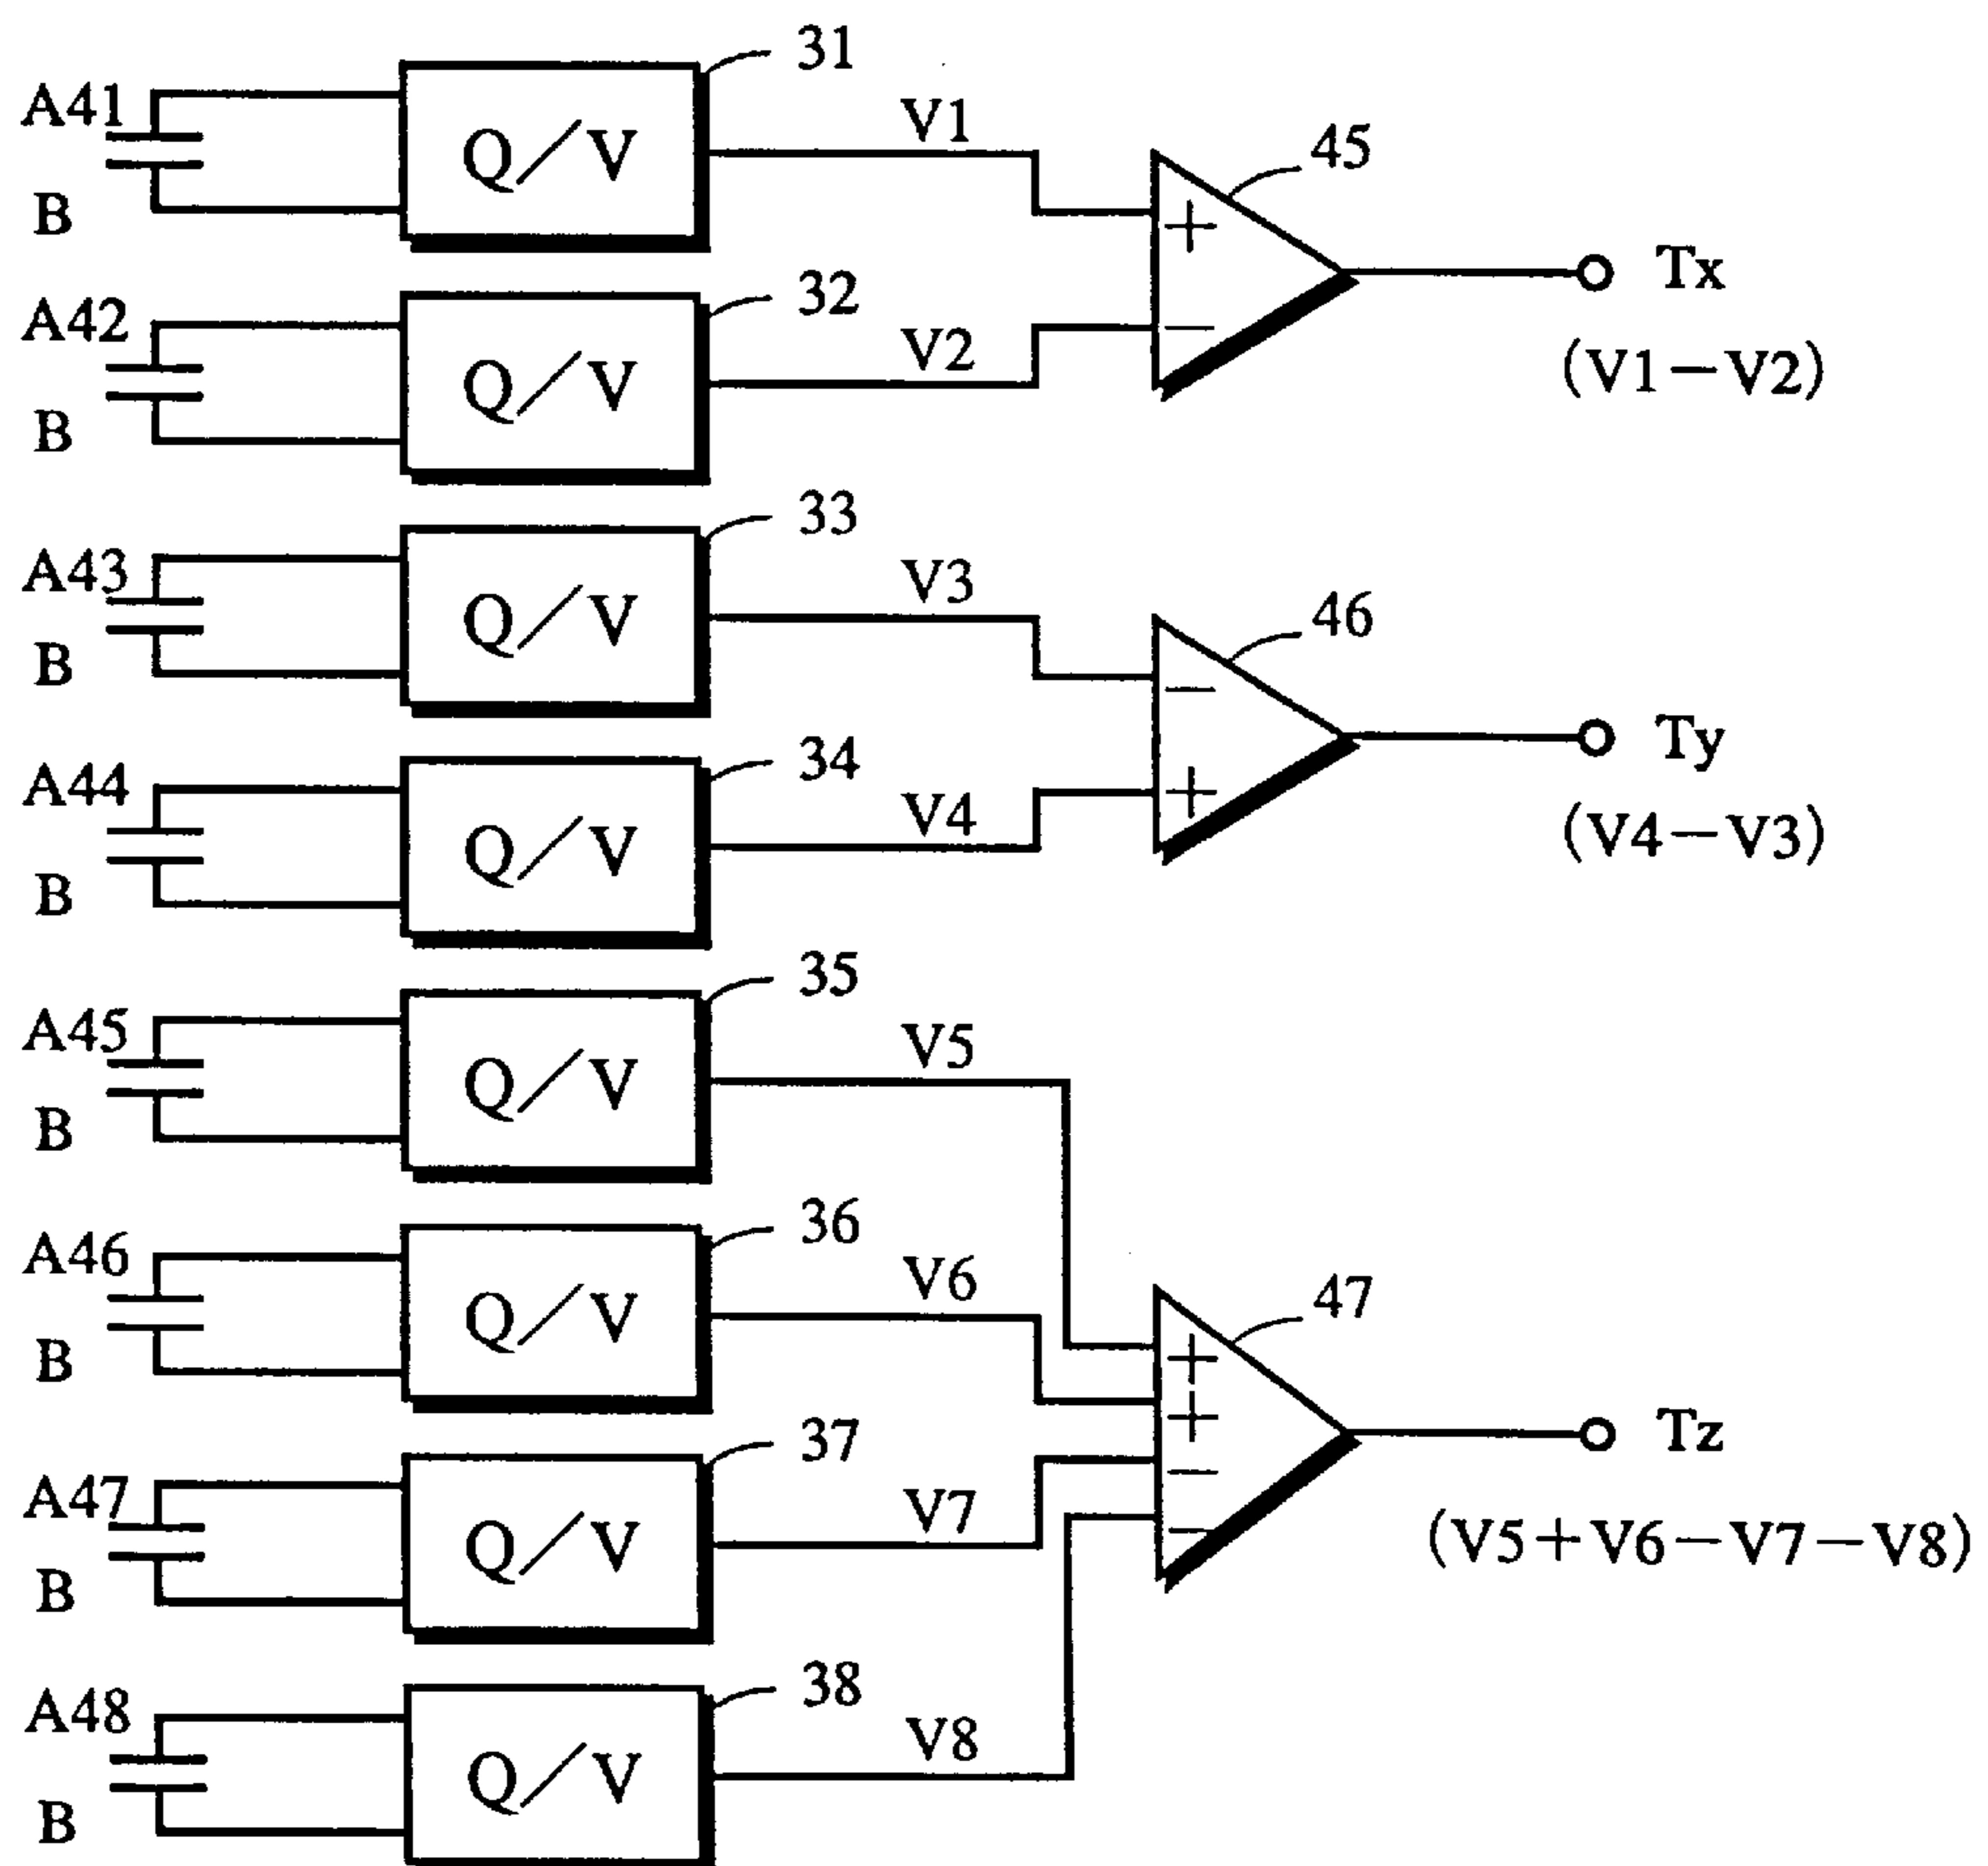 31
A41
Q/V
V1
B
45
Tx
(V1-V2)
32
A42
Q/V
V2
B
33
A43
Q/V
V3
B
46
Ty
(V4-V3)
34
A44
Q/V
V4
B
35
A45
Q/V
V5
B
36
A46
Q/V
V6
B
47
Tz
(V5+V6-V7-V8)
37
A47
Q/V
V7
B
38
A48
Q/V
V8
B
+
−
−
+
+
+
−
−